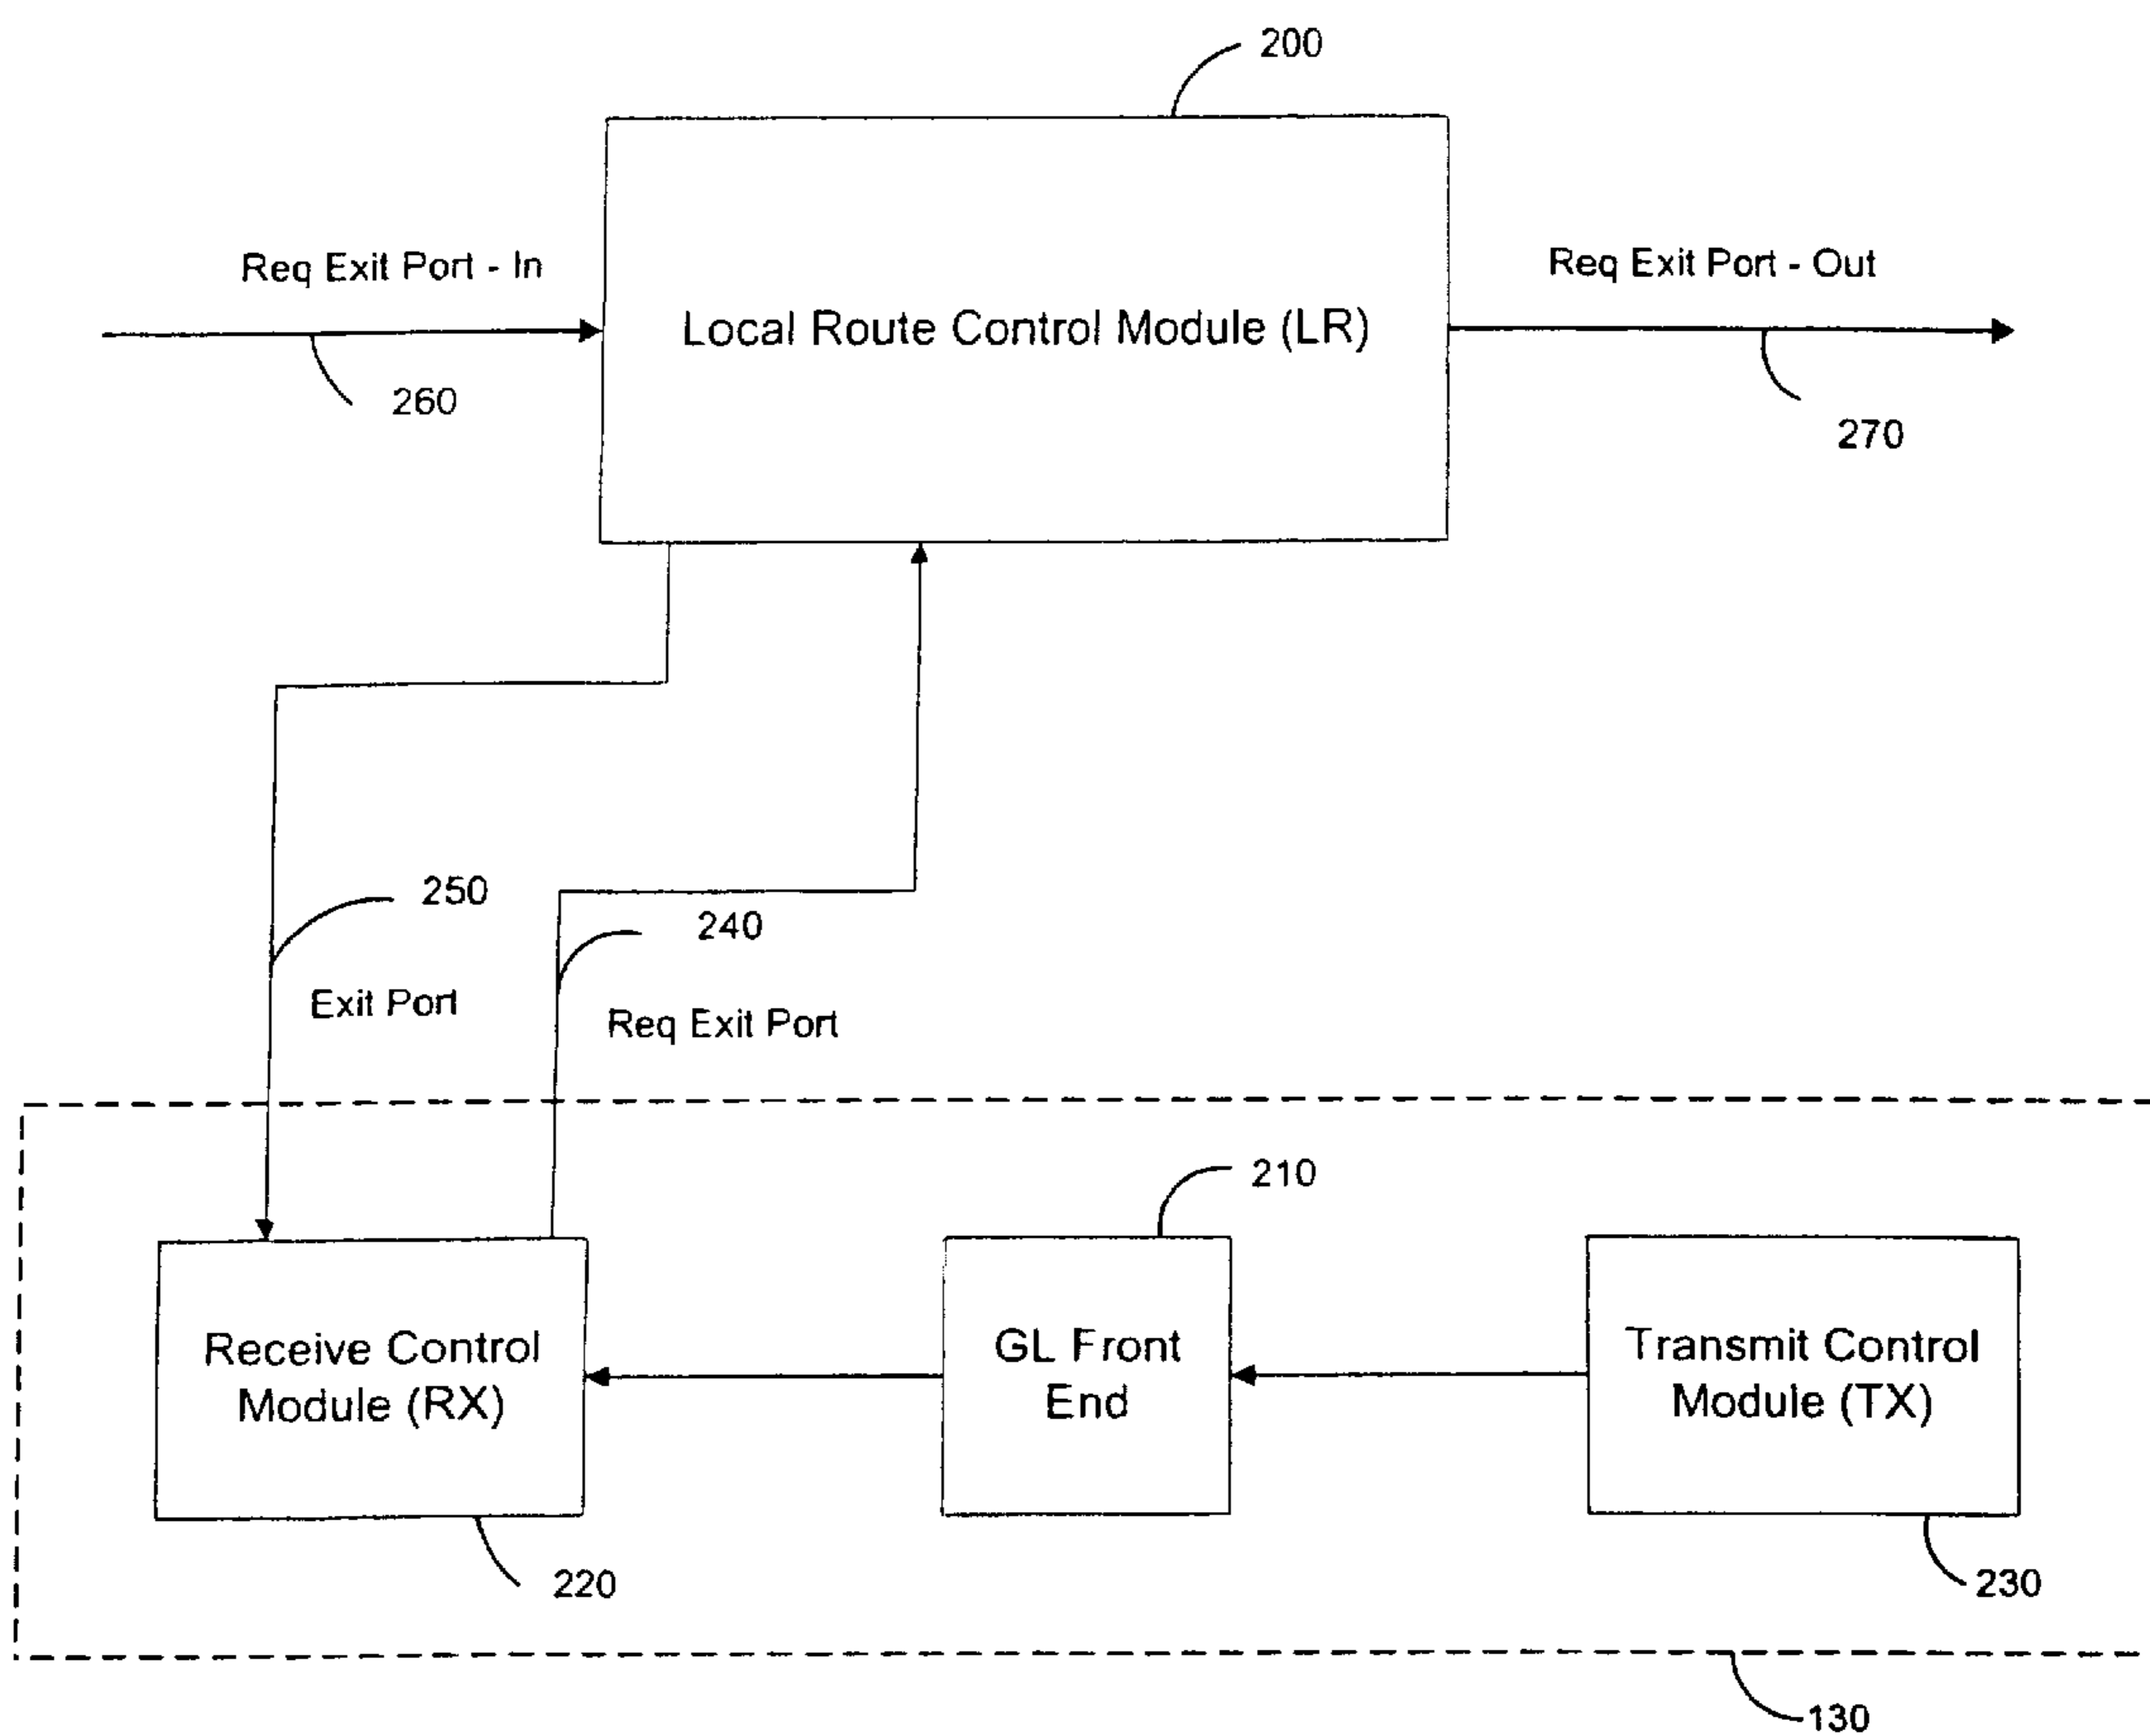 200
Req Exit Port - In
Req Exit Port - Out
Local Route Control Module (LR)
260
270
250
240
Exit Port
Req Exit Port
210
Receive Control
Module (RX)
GL Front
End
Transmit Control
Module (TX)
220
230
130